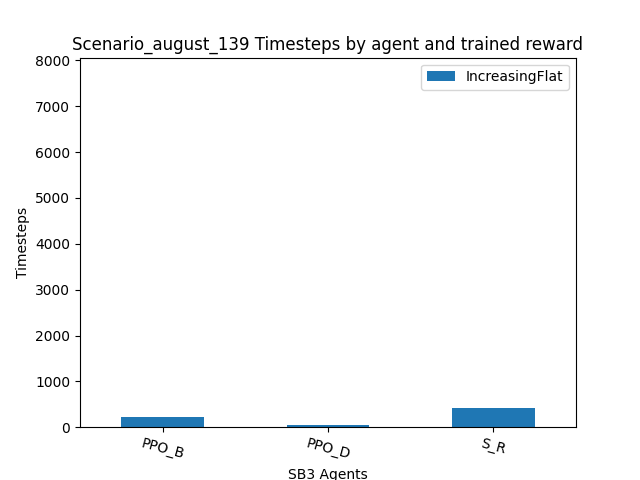 Scenario_august_139 Timesteps by agent and trained reward
IncreasingFlat
Timesteps
8000
7000
6000
5000
4000
3000
2000
1000
0
PPO_B
PPO_D
S_R
SB3 Agents